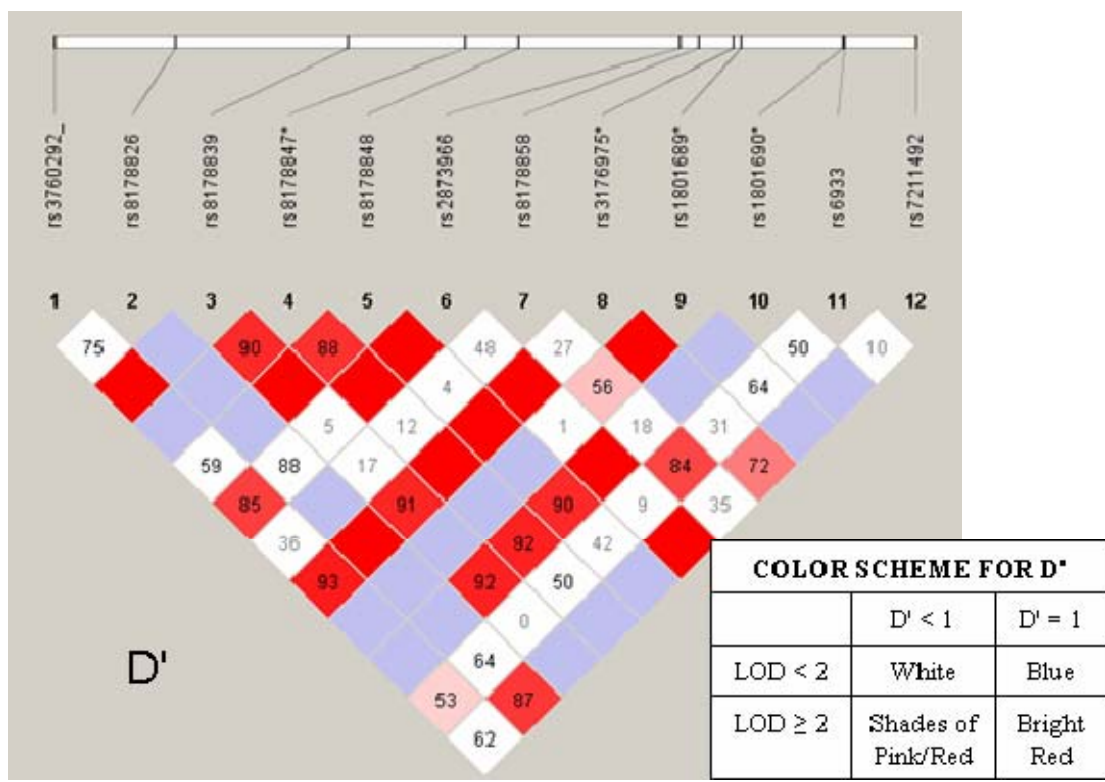 rs3760292_
rs8178826
rs8178839
rs8178847*
rs8178848
rs2873966
rs8178858
rs3176975*
rs1801689*
rs1801690*
rs6933
rs7211492
1 2 3 4 5 6 7 8 9 10 11 12
75 90 88 48 27 50 10
4 56 64
5 12 1 18 31
59 88 17 84 72
85 91 90 9 35
36 82 42
93 92 50
0
64
53 87
62
D'
COLOR SCHEME FOR D'
D' < 1 D' = 1
LOD < 2 White Blue
LOD ≥ 2 Shades of Bright
Pink/Red Red